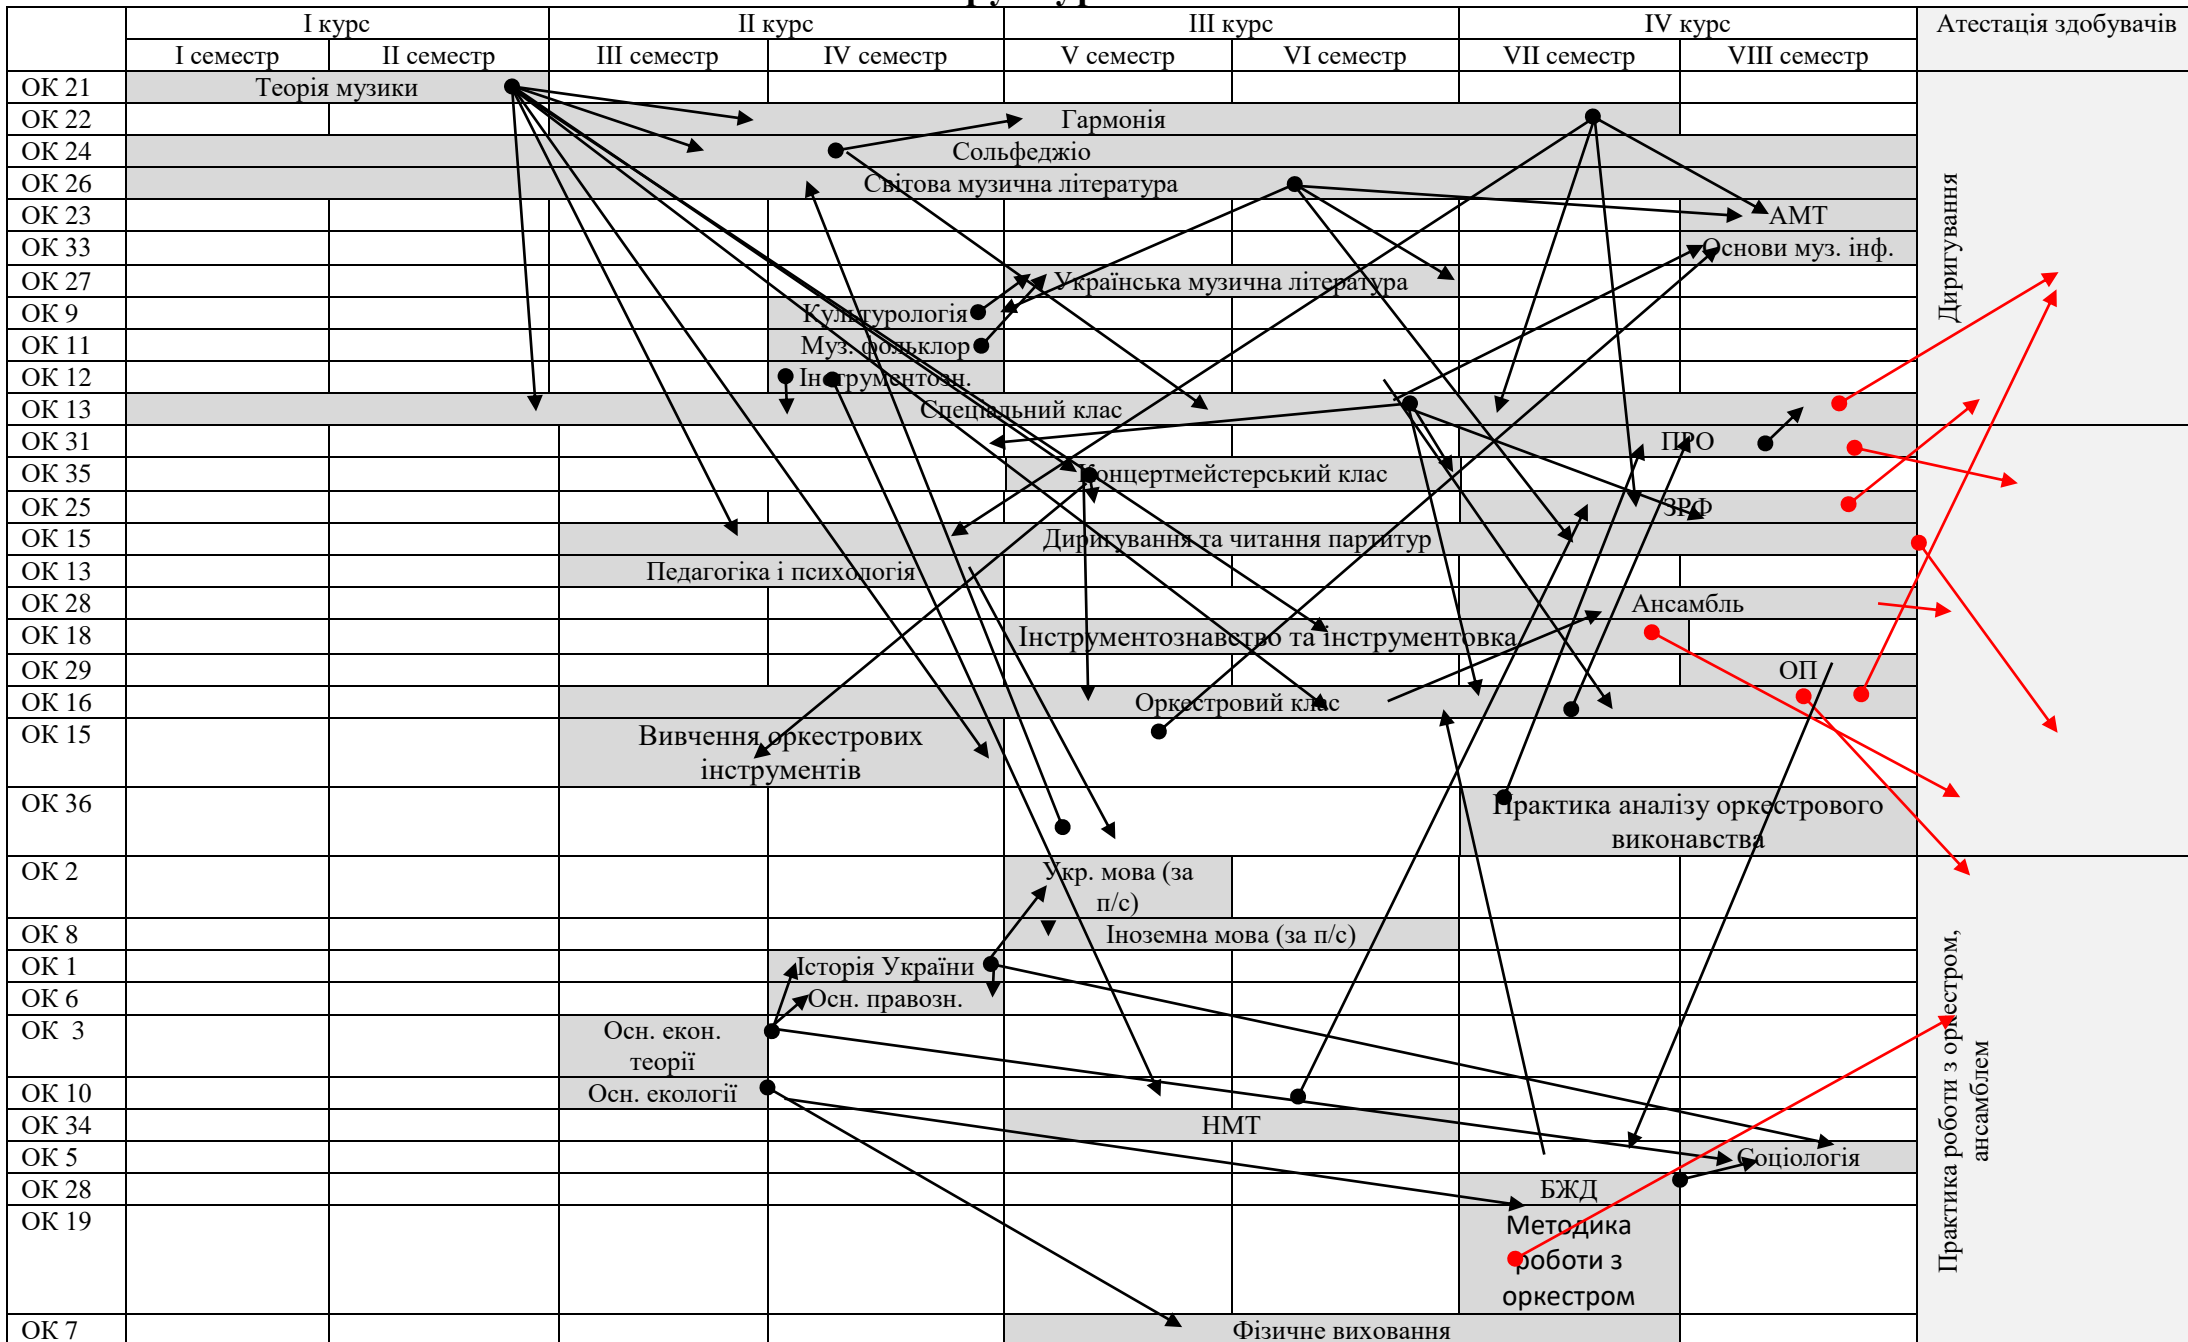 І курс ІІ курс ІІІ курс IV курс Атестація здобувачів
І семестр ІІ семестр ІІІ семестр IV семестр V семестр VI семестр VII семестр VIII семестр
ОК 21 Теорія музики
ОК 22 Гармонія
ОК 24 Сольфеджіо
ОК 26 Світова музична література
ОК 23 АМТ
ОК 33 Основи муз. інф.
ОК 27 Українська музична література
ОК 9 Культурологія
ОК 11 Муз. фольклор
ОК 12 Інструментозн.
ОК 13 Спеціальний клас
Диригування
ОК 31 ПРО
ОК 35 Концертмейстерський клас
ОК 25 ЗРФ
ОК 15 Диригування та читання партитур
ОК 13 Педагогіка і психологія
ОК 28 Ансамбль
ОК 18 Інструментознавство та інструментовка
ОК 29 ОП
ОК 16 Оркестровий клас
ОК 15 Вивчення оркестрових
інструментів
ОК 36 Практика аналізу оркестрового
виконавства
ОК 2 Укр. мова (за
п/с)
ОК 8 Іноземна мова (за п/с)
ОК 1 Історія України
ОК 6 Осн. правозн.
ОК 3 Осн. екон.
теорії
ОК 10 Осн. екології
ОК 34 НМТ
ОК 5 Соціологія
ОК 28 БЖД
ОК 19 Методика
роботи з
оркестром
ОК 7 Фізичне виховання
Практика роботи з оркестром,
ансамблем